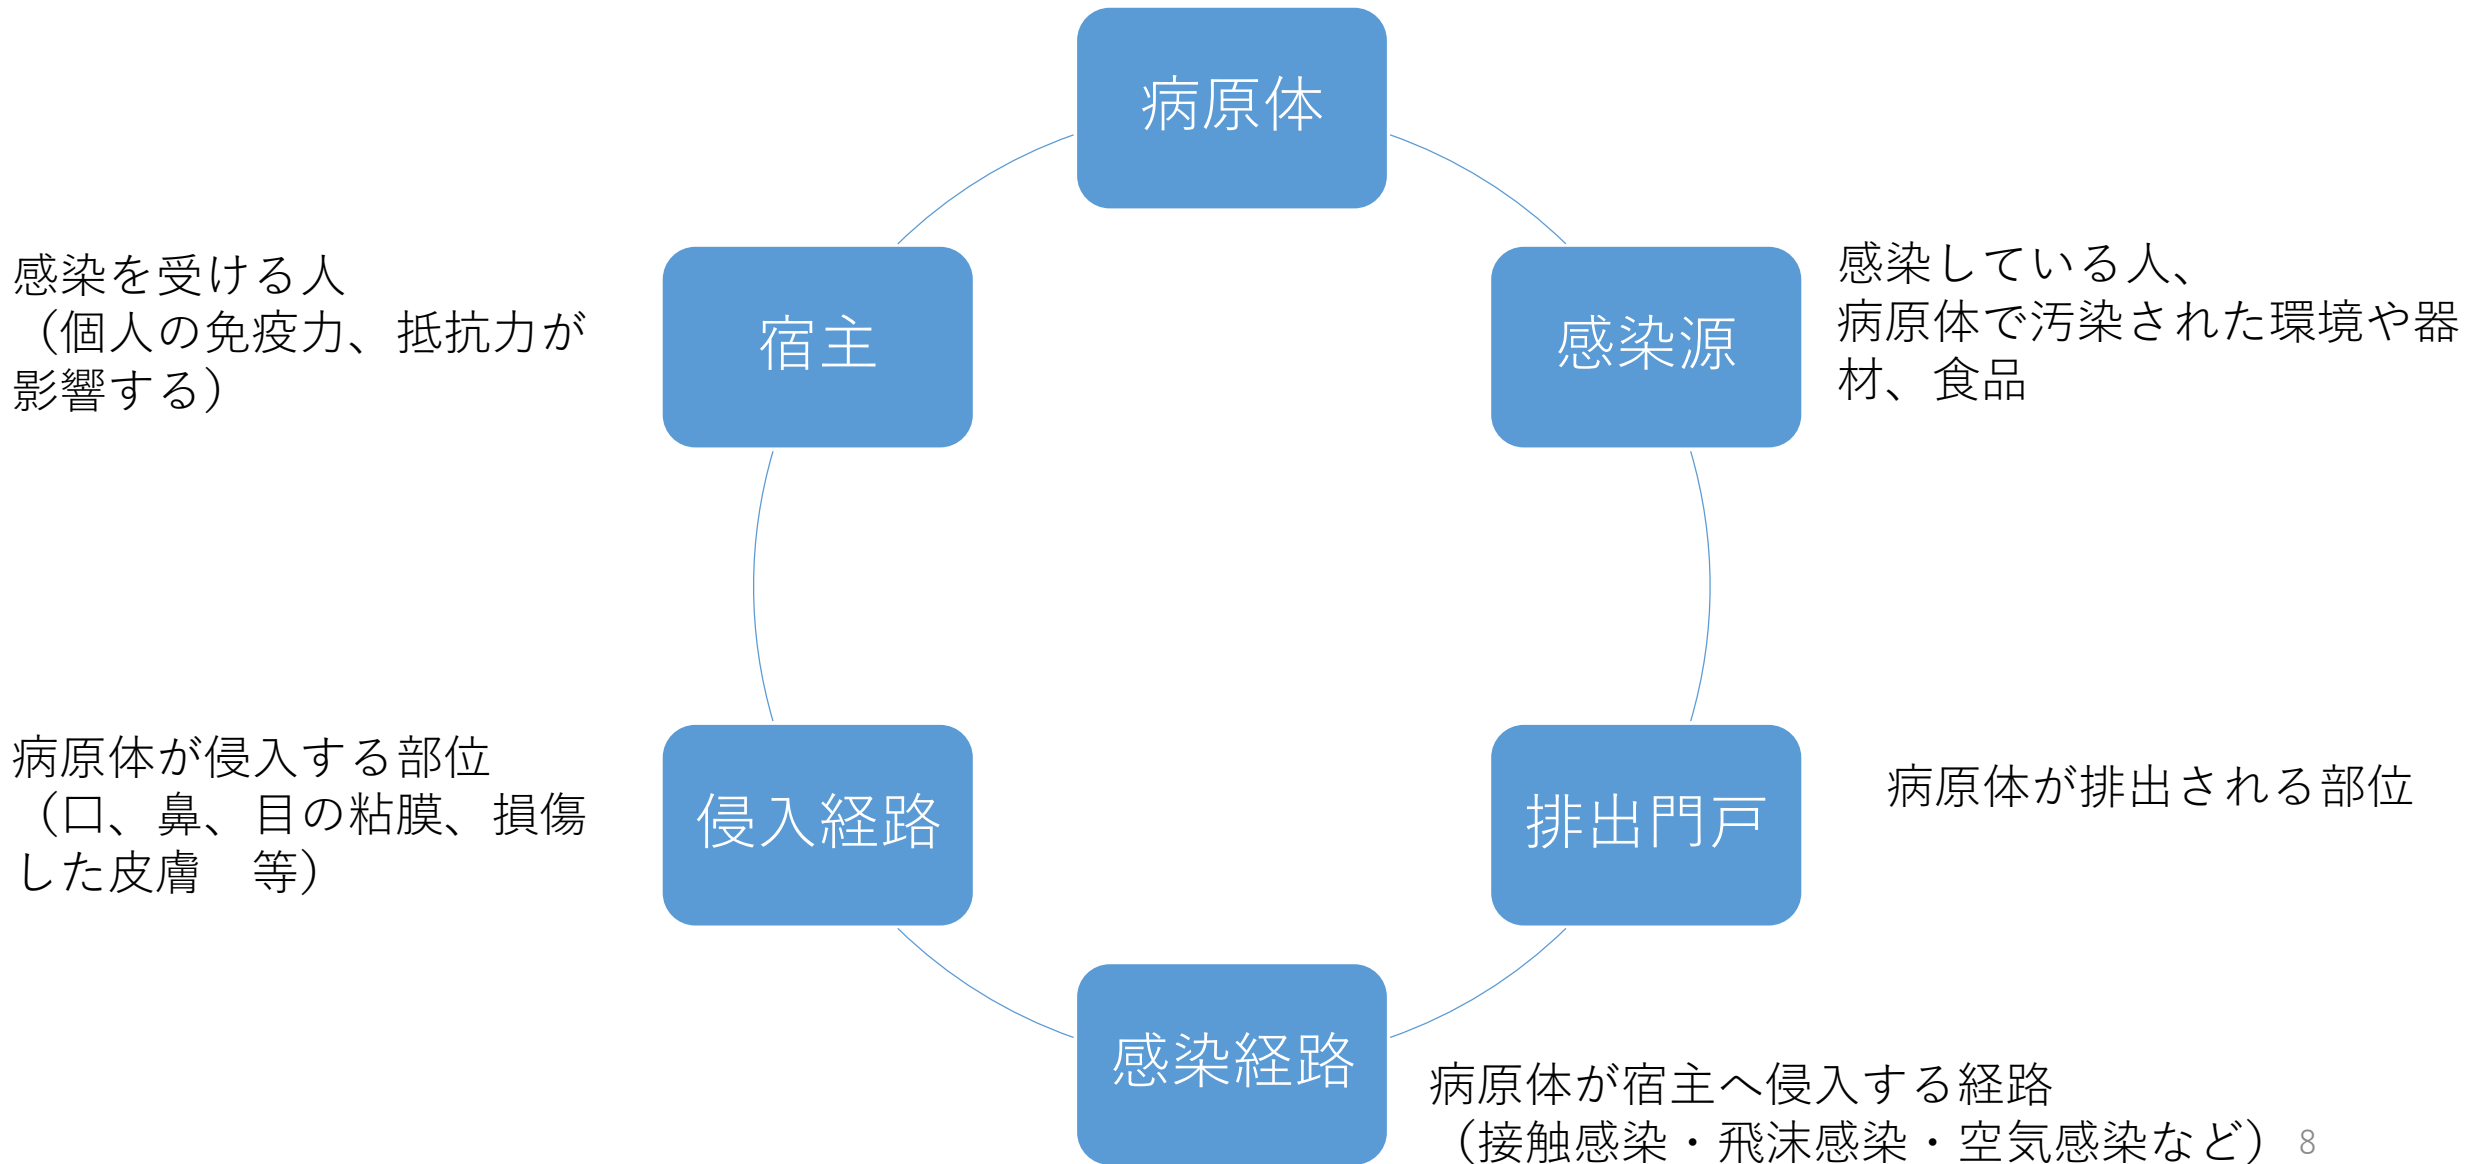 病原体
感染源
感染している人、
病原体で汚染された環境や器
材、食品
排出門戸
病原体が排出される部位
感染経路
病原体が宿主へ侵入する経路
（接触感染・飛沫感染・空気感染など）
侵入経路
病原体が侵入する部位
（口、鼻、目の粘膜、損傷
した皮膚　等）
宿主
感染を受ける人
（個人の免疫力、抵抗力が
影響する）
8